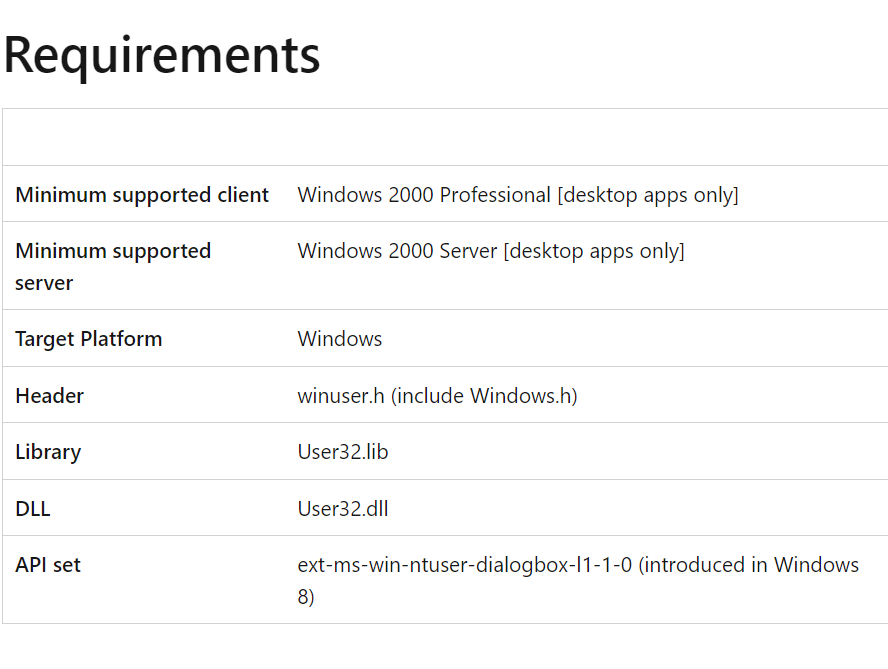 Requirements
Minimum supported client Windows 2000 Professional [desktop apps only]
Minimum supported Windows 2000 Server [desktop apps only]
server
Target Platform Windows
Header winuser.h (include Windows.h)
Library User32.lib
DLL User32.dll
API set ext-ms-win-ntuser-dialogbox-l1-1-0 (introduced in Windows
8)